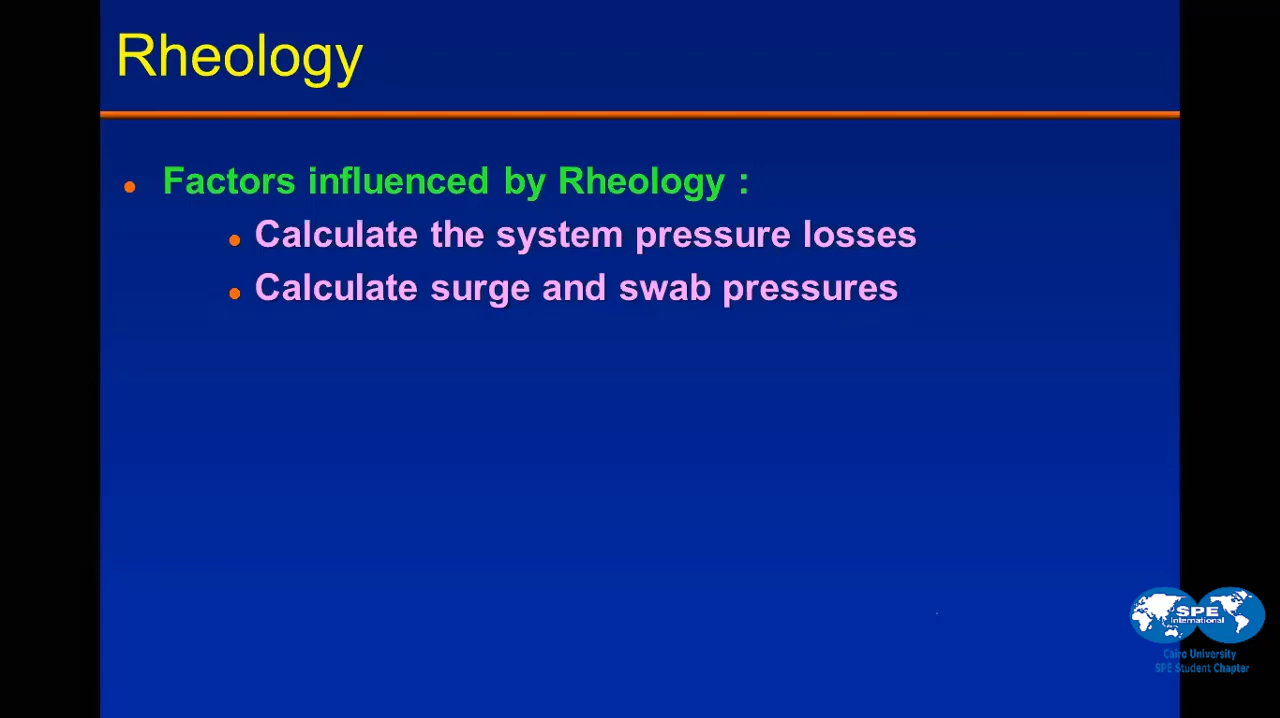 Rheology
Factors influenced by Rheology :
Calculate the system pressure losses
Calculate surge and swab pressures
SPE
International
Cairo University
SPE Student Chapter